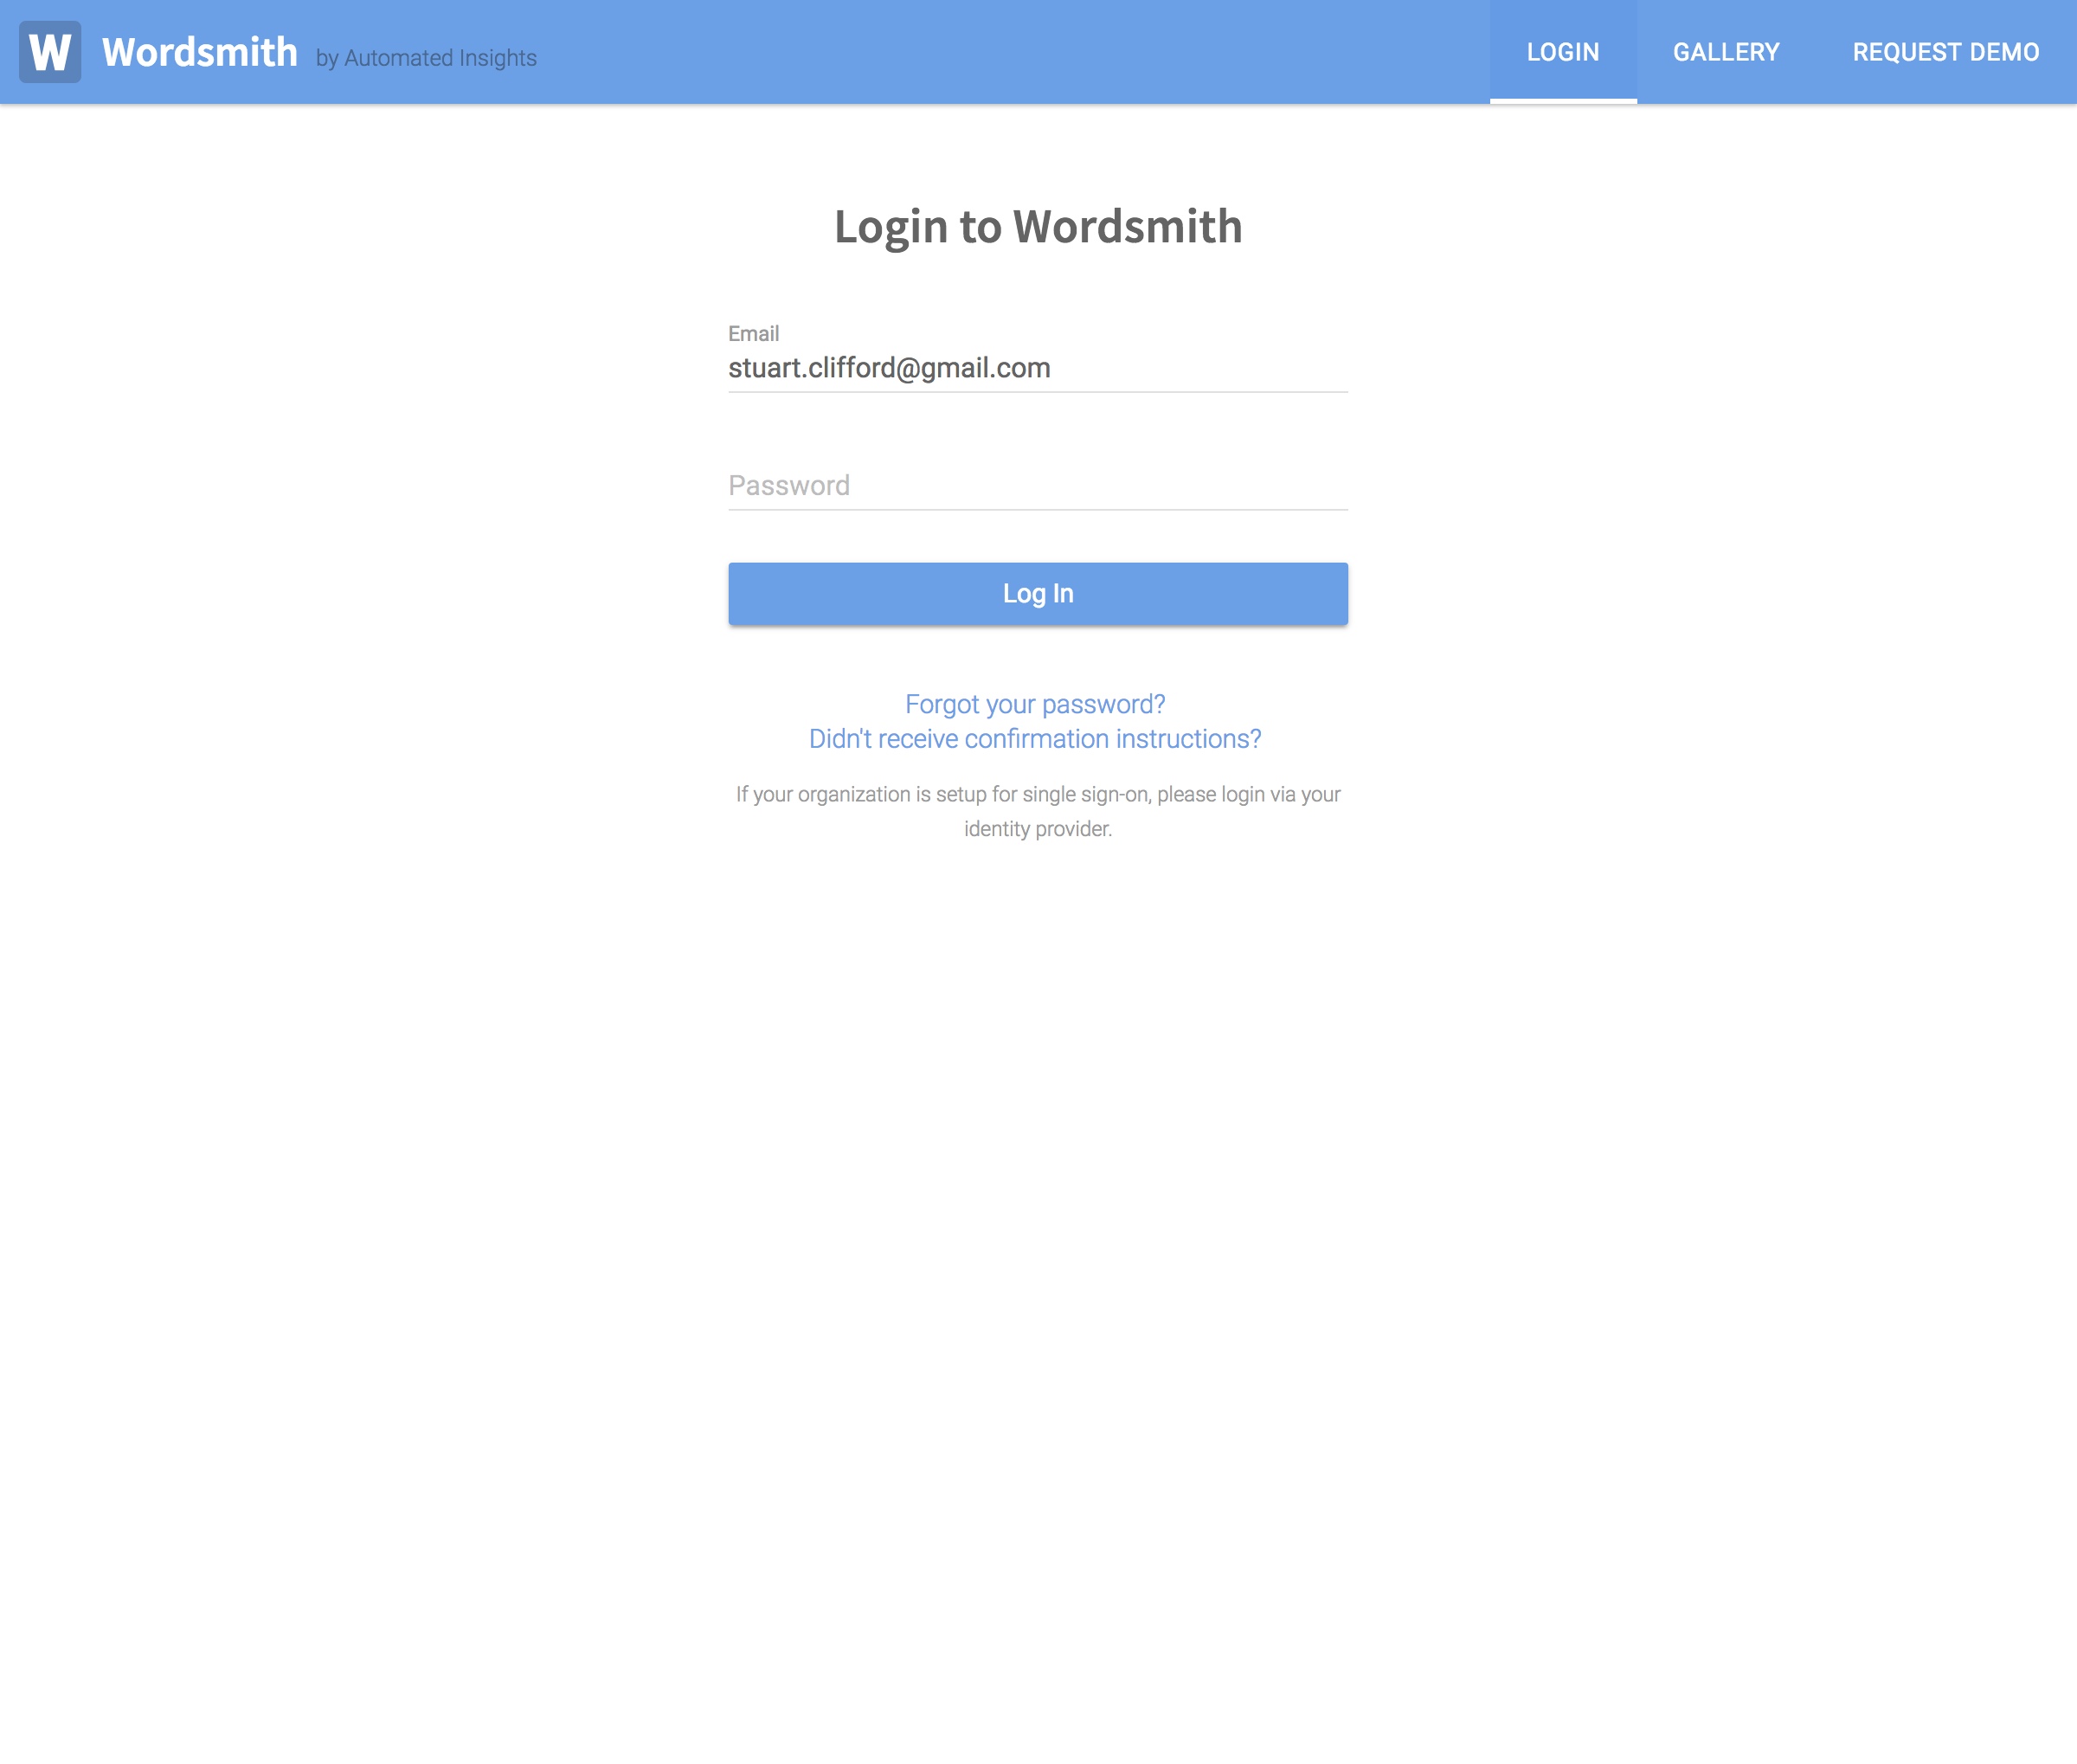 W Wordsmith by Automated Insights LOGIN GALLERY REQUEST DEMO
Login to Wordsmith
Email
stuart.clifford@gmail.com
Password
Log In
Forgot your password?
Didn't receive confirmation instructions?
If your organization is setup for single sign-on, please login via your
identity provider.